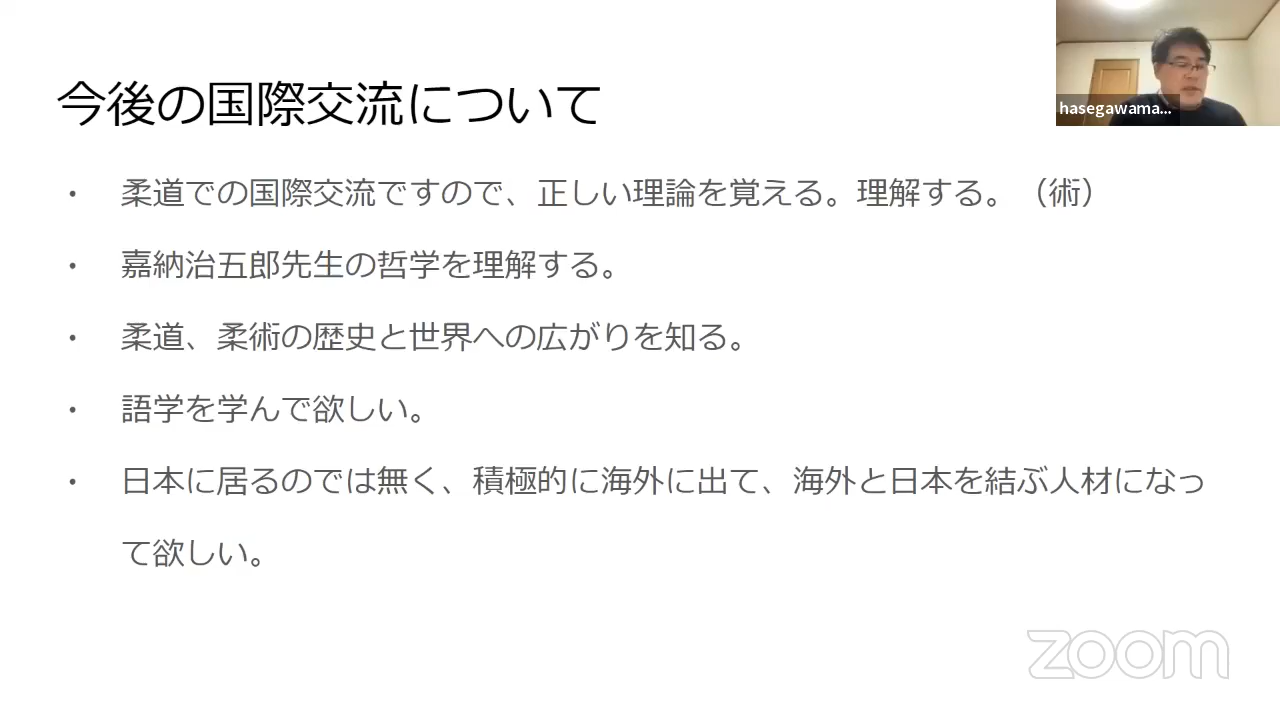 今後の国際交流について
hasegawama...
・ 柔道での国際交流ですので、正しい理論を覚える。理解する。（術）
・ 嘉納治五郎先生の哲学を理解する。
・ 柔道、柔術の歴史と世界への広がりを知る。
・ 語学を学んで欲しい。
・ 日本に居るのでは無く、積極的に海外に出て、海外と日本を結ぶ人材になっ
て欲しい。
zoom